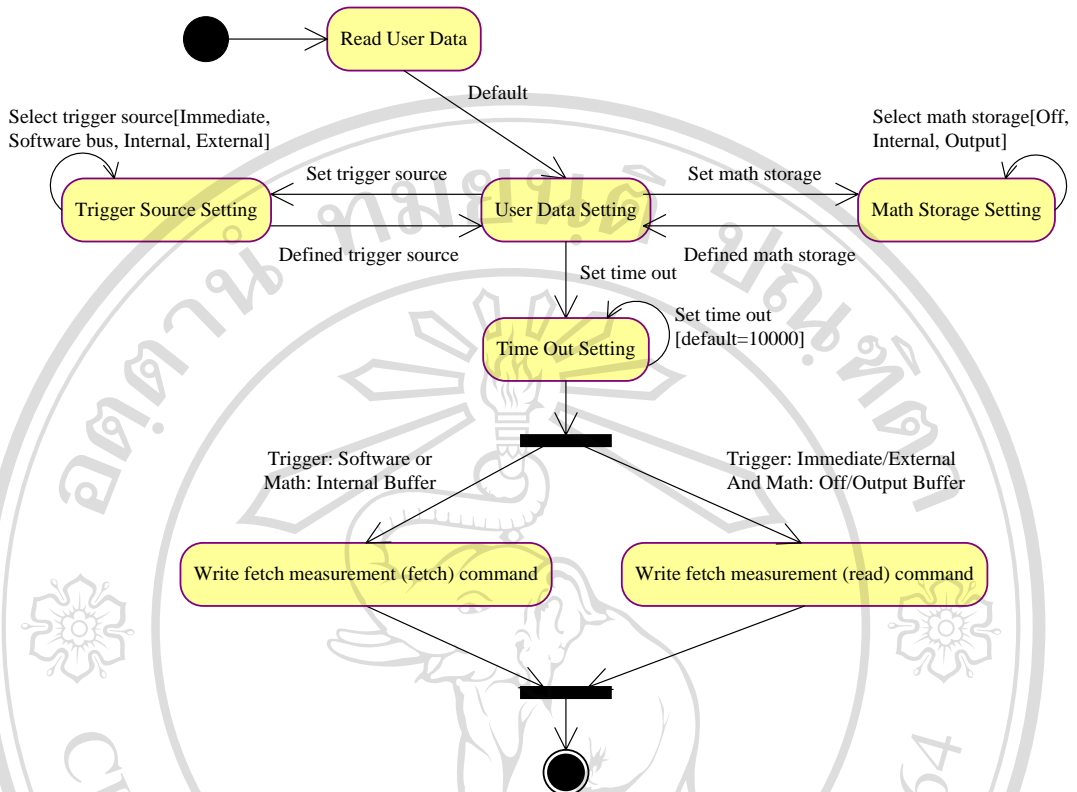 Read User Data
Default
Select trigger source[Immediate,
Software bus, Internal, External]
Select math storage[Off,
Internal, Output]
Set trigger source
Set math storage
Trigger Source Setting
User Data Setting
Math Storage Setting
Defined trigger source
Defined math storage
Set time out
Set time out
[default=10000]
Time Out Setting
Trigger: Software or
Math: Internal Buffer
Trigger: Immediate/External
And Math: Off/Output Buffer
Write fetch measurement (fetch) command
Write fetch measurement (read) command
64